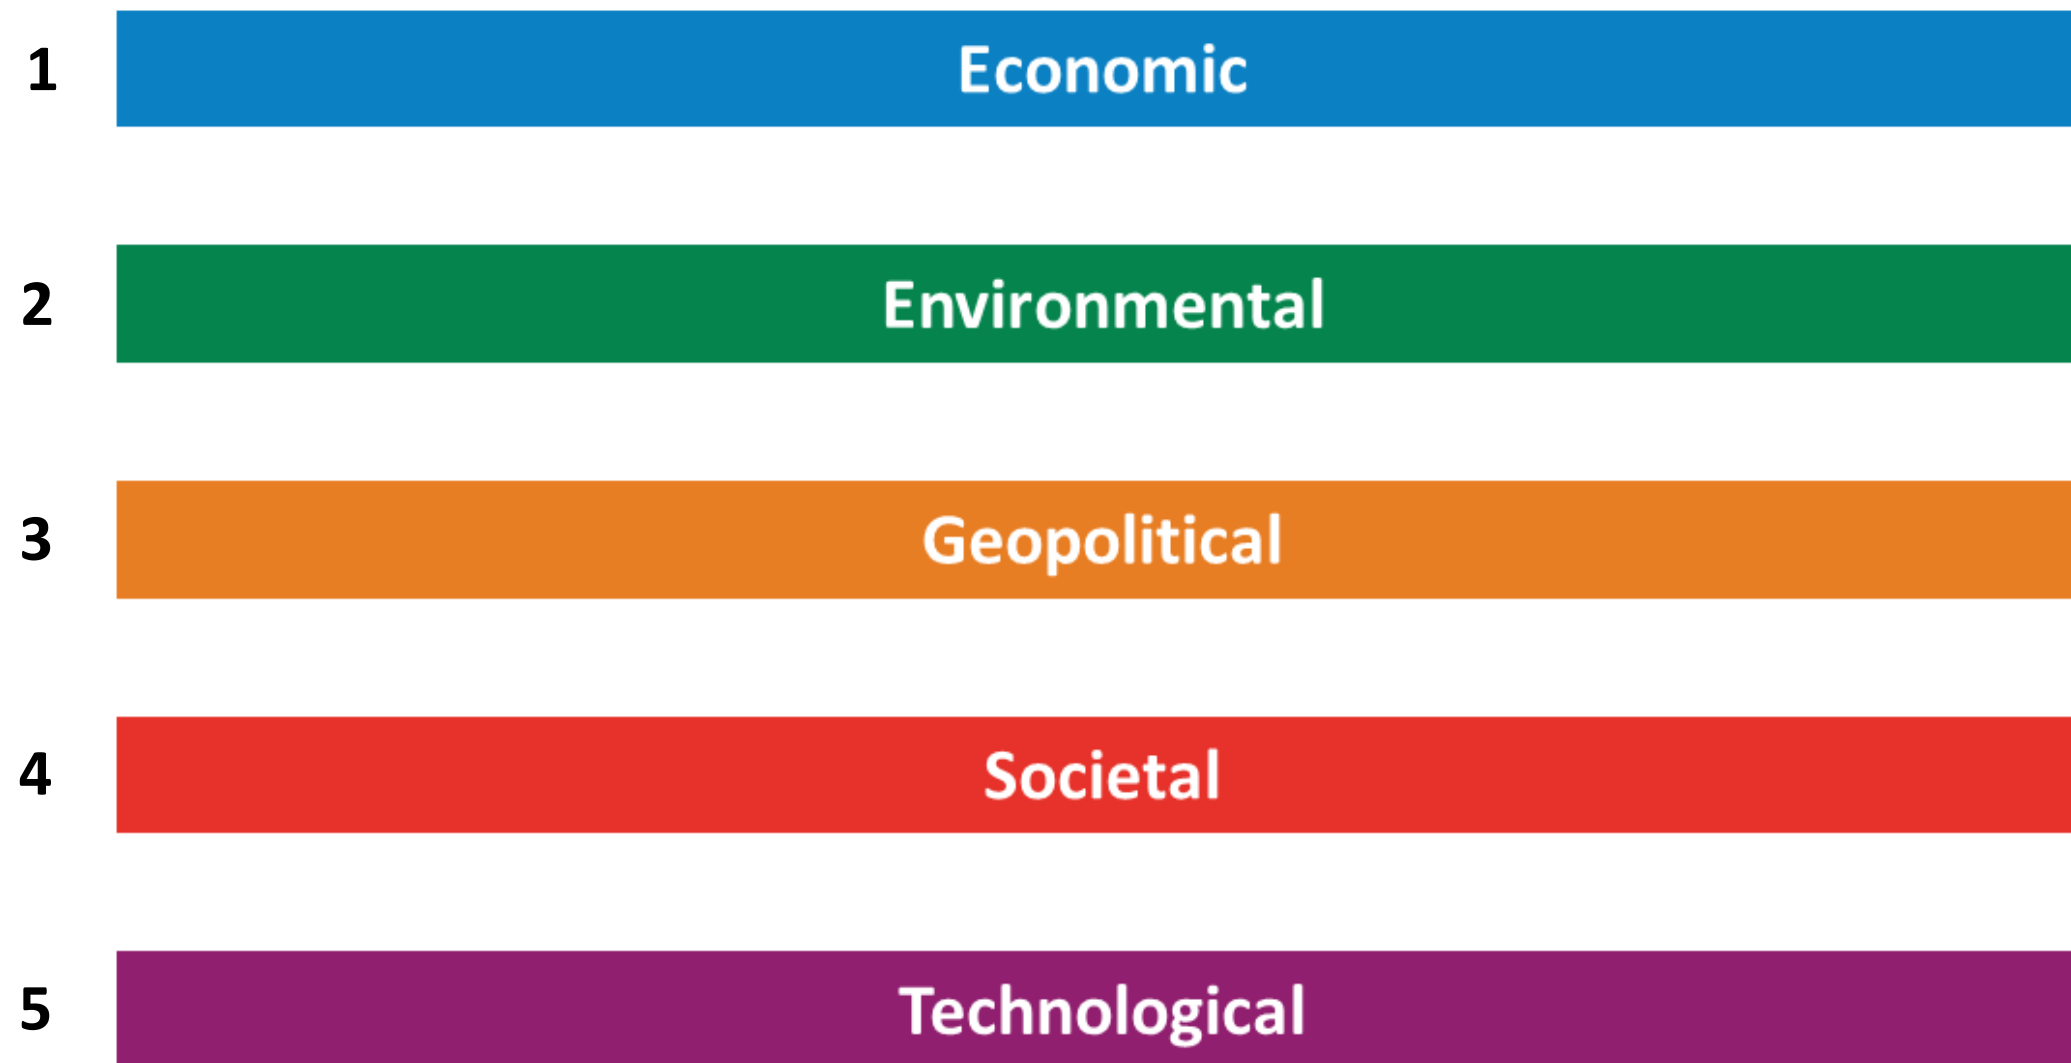 1 Economic
2 Environmental
3 Geopolitical
4 Societal
5 Technological